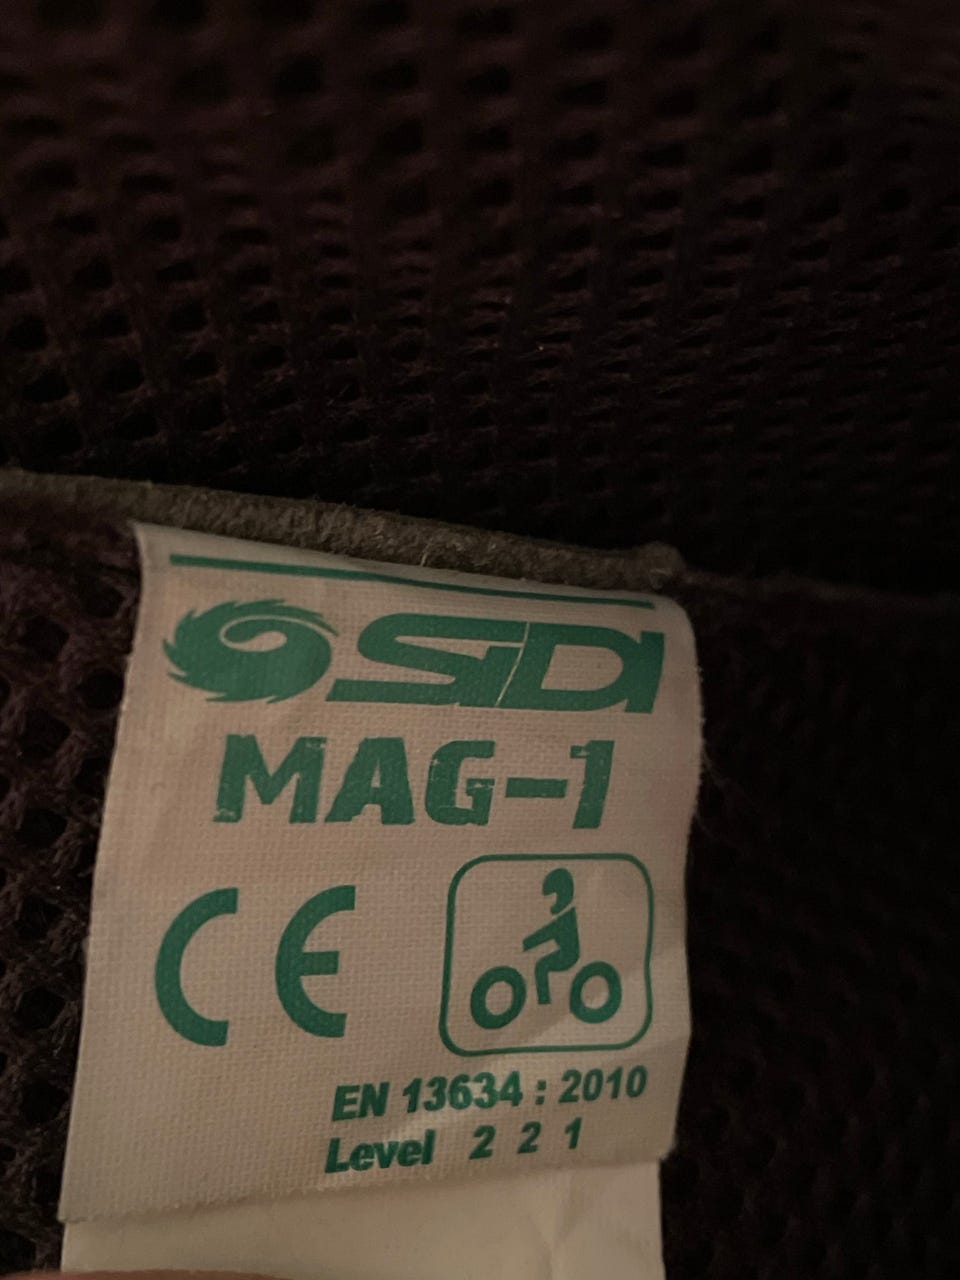 SIDI
MAG-1
CE
EN 13634 : 2010
Level 2 2 1